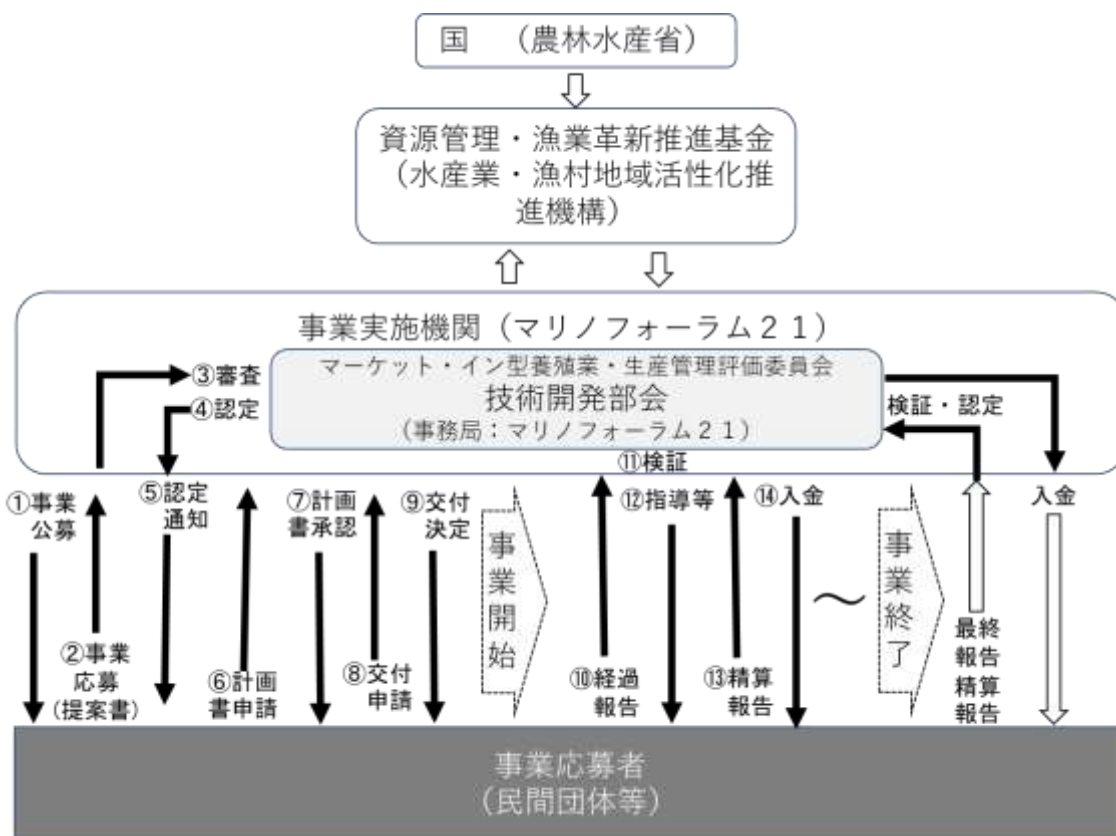 国 (農林水産省)
資源管理・漁業革新推進基金
(水産業・漁村地域活性化推
進機構)
事業実施機関(マリノフォーラム21)
マーケット・イン型養殖業・生産管理評価委員会
技術開発部会
(事務局:マリノフォーラム21)
③審査
④認定
検証・認定
⑪検証
①事業
公募
②事業
応募
(提案書)
⑤認定
通知
⑥計画
書申請
⑦計画
書承認
⑧交付
申請
⑨交付
決定
事業開始
⑩経過
報告
⑫指導等
⑬精算
報告
⑭入金
～
事業終了
最終
報告
精算
報告
入金
事業応募者
(民間団体等)